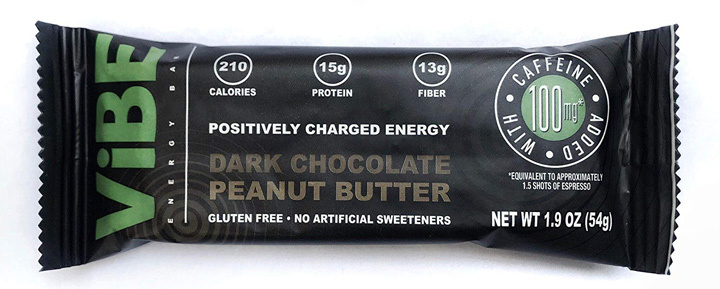 ViBE
ENERGY BAR
210
CALORIES
15g
PROTEIN
13g
FIBER
POSITIVELY CHARGED ENERGY
DARK CHOCOLATE
PEANUT BUTTER
GLUTEN FREE • NO ARTIFICIAL SWEETENERS
• WITH • CAFFEINE • ADDED
100mg*
*EQUIVALENT TO APPROXIMATELY
1.5 SHOTS OF ESPRESSO
NET WT 1.9 OZ (54g)